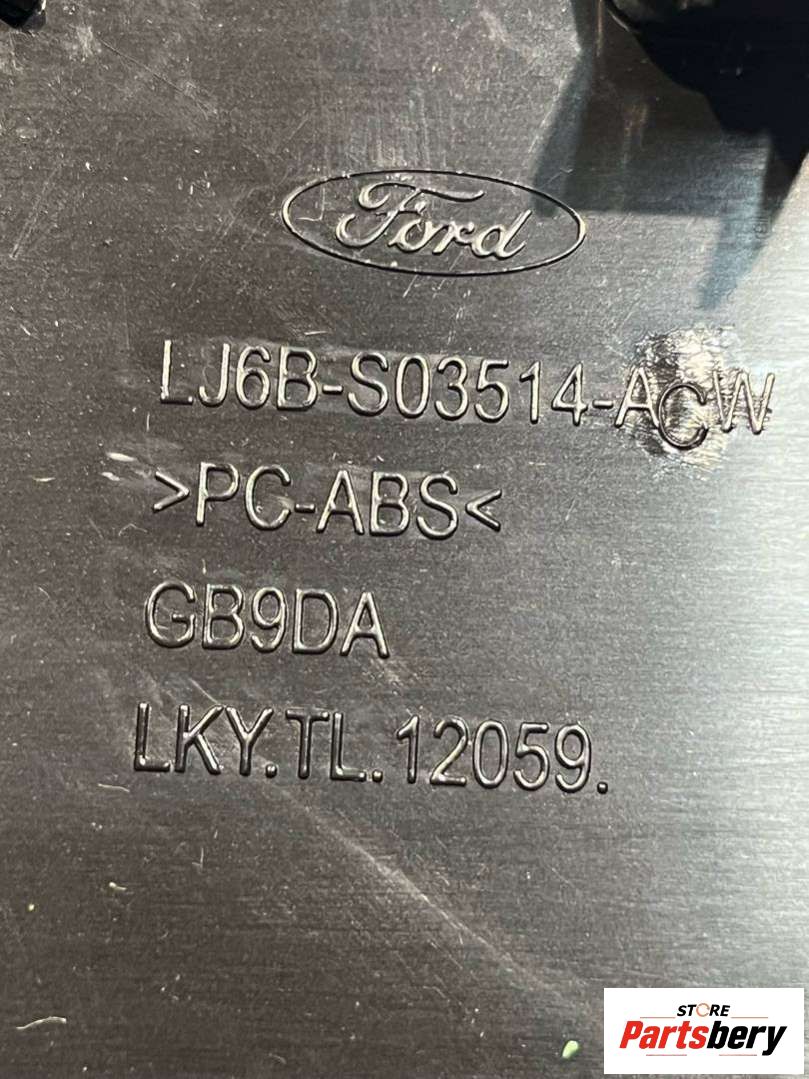 Ford
LJ6B-S03514-ACW
>PC-ABS<
GB9DA
LKY.TL.12059.
STORE
Partsbery